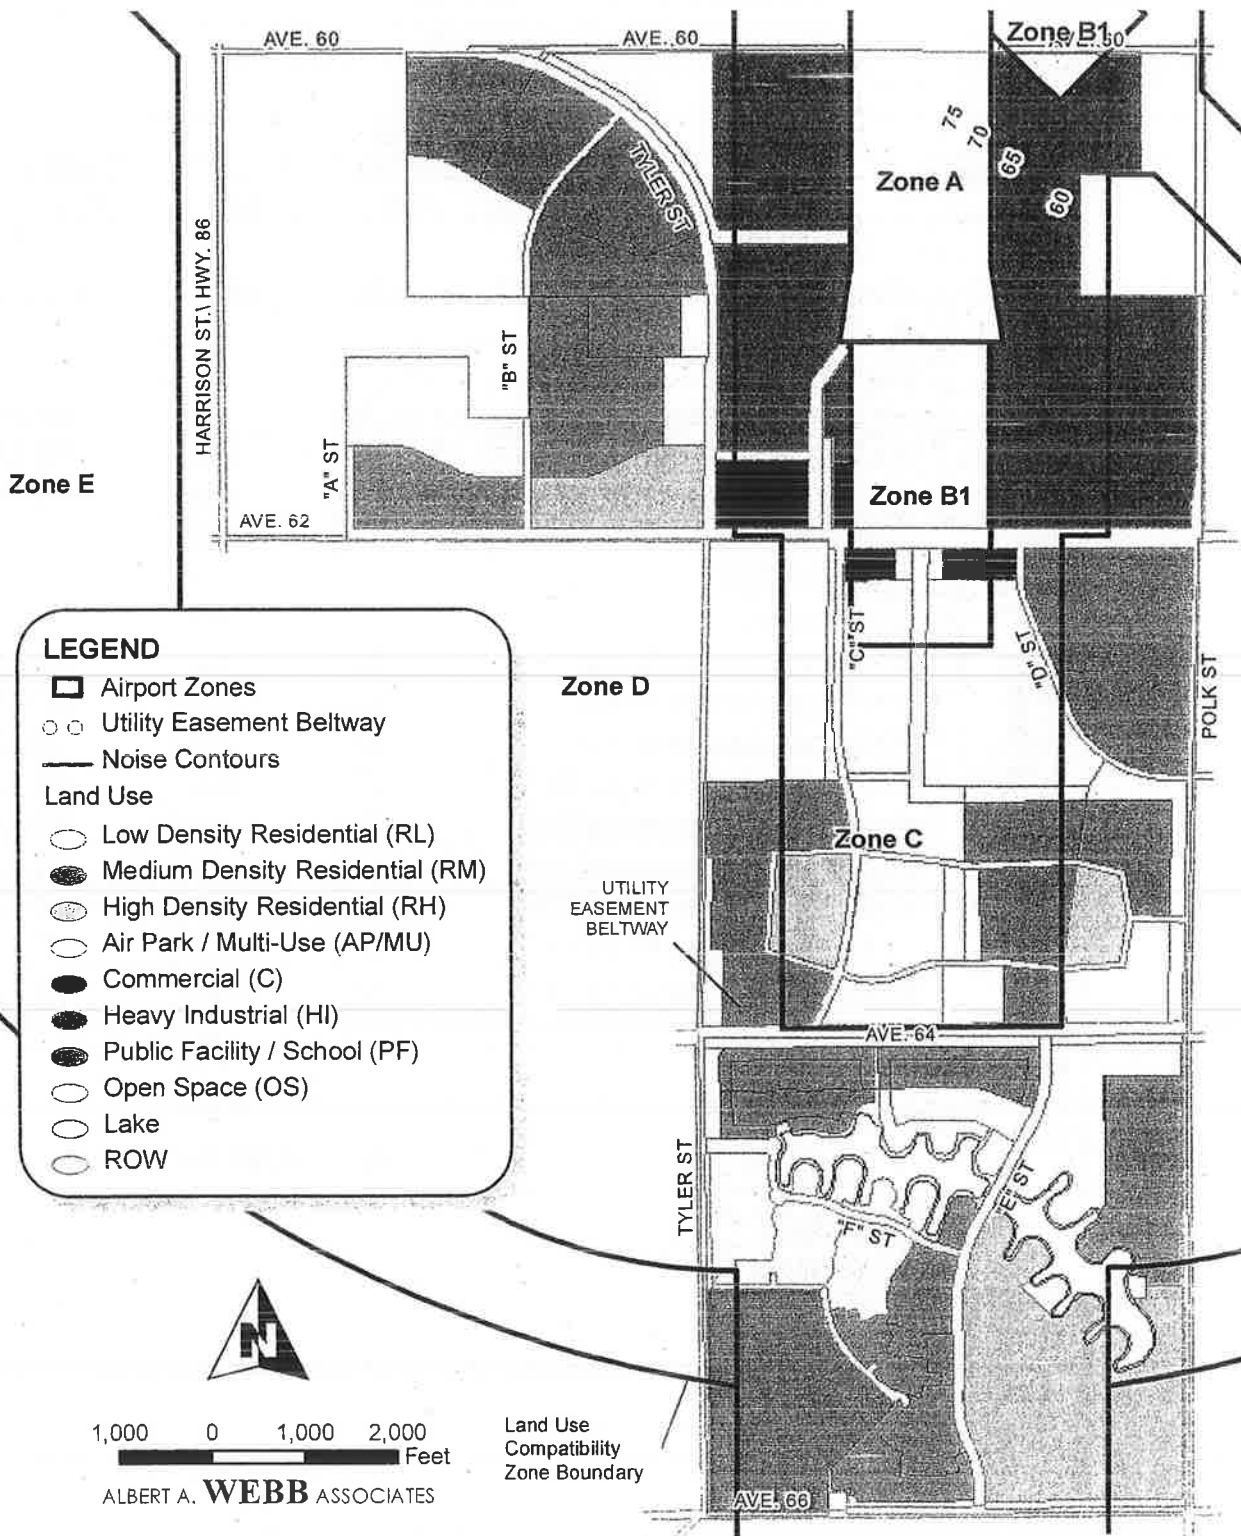 AVE. 60
AVE. 60
Zone B1
75
70
65
60
Zone A
TYLER ST
HARRISON ST.\ HWY. 86
"B" ST
"A" ST
Zone E
Zone B1
AVE. 62
"C" ST
"D" ST
POLK ST
Zone D
LEGEND
Airport Zones
Utility Easement Beltway
Noise Contours
Land Use
Low Density Residential (RL)
Medium Density Residential (RM)
High Density Residential (RH)
Air Park / Multi-Use (AP/MU)
Commercial (C)
Heavy Industrial (HI)
Public Facility / School (PF)
Open Space (OS)
Lake
ROW
Zone C
UTILITY
EASEMENT
BELTWAY
AVE. 64
TYLER ST
"E" ST
"F" ST
N
1,000 0 1,000 2,000
Feet
ALBERT A. WEBB ASSOCIATES
Land Use
Compatibility
Zone Boundary
AVE. 66